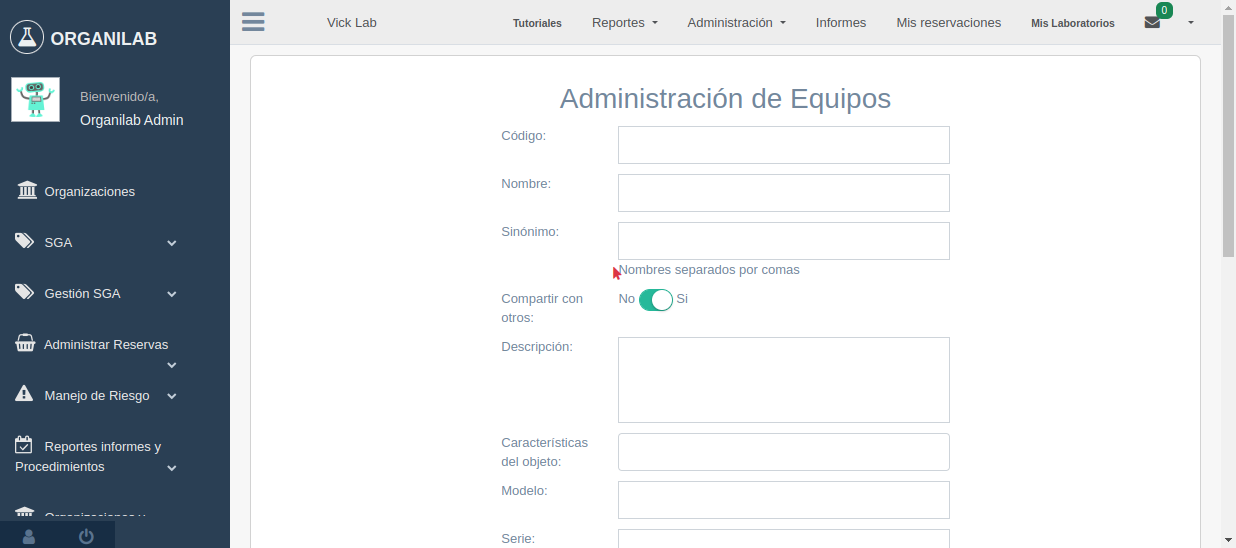 ORGANILAB
Bienvenido/a,
Organilab Admin
Organizaciones
SGA
Gestión SGA
Administrar Reservas
Manejo de Riesgo
Reportes informes y
Procedimientos
Vick Lab
Tutoriales
Reportes
Administración
Informes
Mis reservaciones
Mis Laboratorios
0
Administración de Equipos
Código:
Nombre:
Sinónimo:
Nombres separados por comas
Compartir con
otros:
No
Si
Descripción:
Características
del objeto:
Modelo:
Serie: